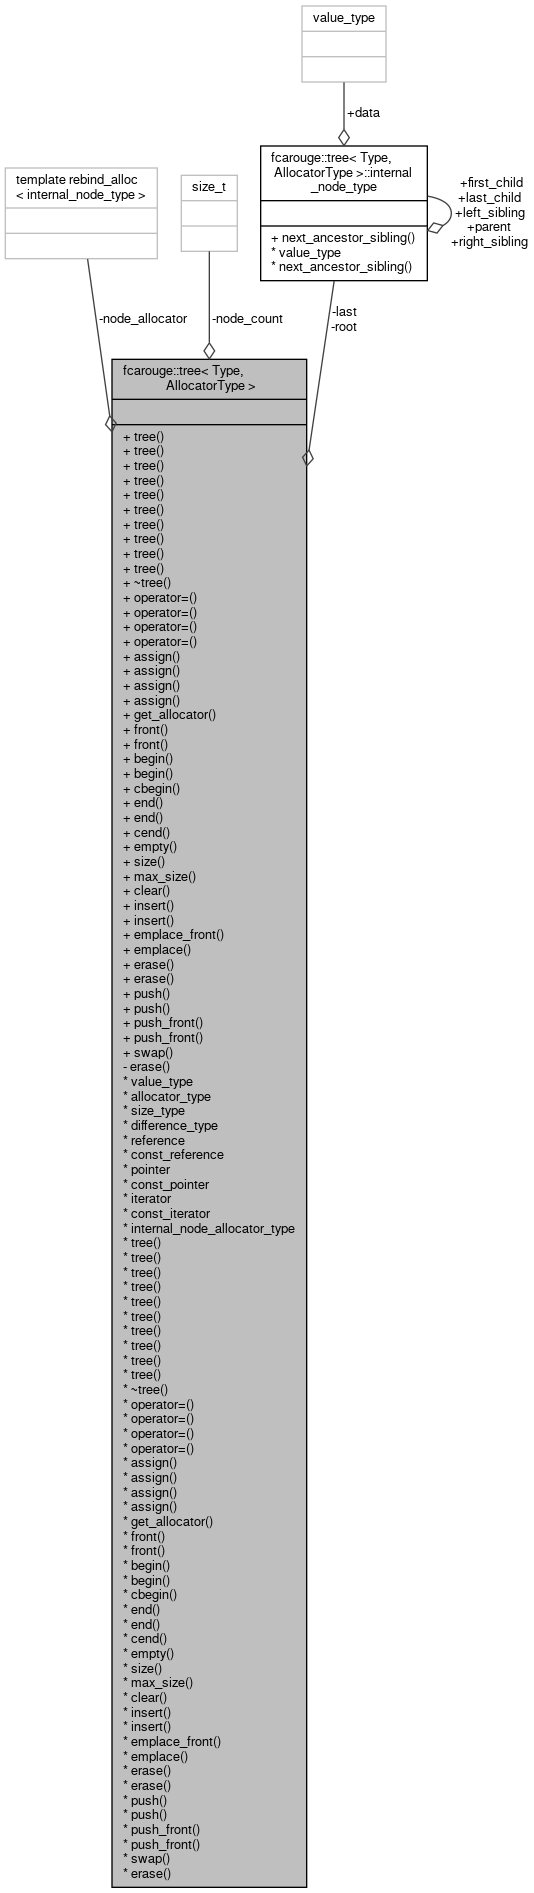 value_type
+data
template rebind_alloc
< internal_node_type >
size_t
fcarouge::tree< Type,
AllocatorType >::internal
_node_type
+ next_ancestor_sibling()
* value_type
* next_ancestor_sibling()
+first_child
+last_child
+left_sibling
+parent
+right_sibling
-node_allocator
-node_count
-last
-root
fcarouge::tree< Type,
AllocatorType >
+ tree()
+ tree()
+ tree()
+ tree()
+ tree()
+ tree()
+ tree()
+ tree()
+ tree()
+ tree()
+ ~tree()
+ operator=()
+ operator=()
+ operator=()
+ operator=()
+ assign()
+ assign()
+ assign()
+ assign()
+ get_allocator()
+ front()
+ front()
+ begin()
+ begin()
+ cbegin()
+ end()
+ end()
+ cend()
+ empty()
+ size()
+ max_size()
+ clear()
+ insert()
+ insert()
+ emplace_front()
+ emplace()
+ erase()
+ erase()
+ push()
+ push()
+ push_front()
+ push_front()
+ swap()
- erase()
* value_type
* allocator_type
* size_type
* difference_type
* reference
* const_reference
* pointer
* const_pointer
* iterator
* const_iterator
* internal_node_allocator_type
* tree()
* tree()
* tree()
* tree()
* tree()
* tree()
* tree()
* tree()
* tree()
* tree()
* ~tree()
* operator=()
* operator=()
* operator=()
* operator=()
* assign()
* assign()
* assign()
* assign()
* get_allocator()
* front()
* front()
* begin()
* begin()
* cbegin()
* end()
* end()
* cend()
* empty()
* size()
* max_size()
* clear()
* insert()
* insert()
* emplace_front()
* emplace()
* erase()
* erase()
* push()
* push()
* push_front()
* push_front()
* swap()
* erase()